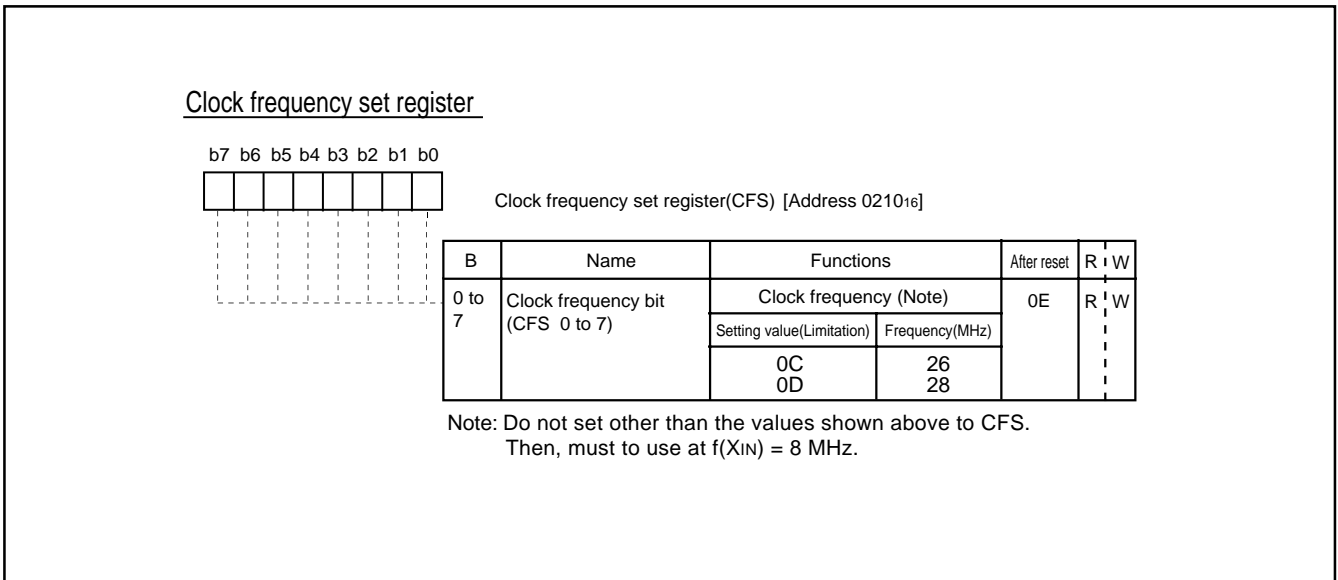 Clock frequency set register
b7 b6 b5 b4 b3 b2 b1 b0
Clock frequency set register(CFS) [Address 021016]
B Name Functions After reset R W
0 to 7 Clock frequency bit (CFS 0 to 7) Clock frequency (Note) 0E R W
Setting value(Limitation) Frequency(MHz)
0C 26
0D 28
Note: Do not set other than the values shown above to CFS.
Then, must to use at f(XIN) = 8 MHz.